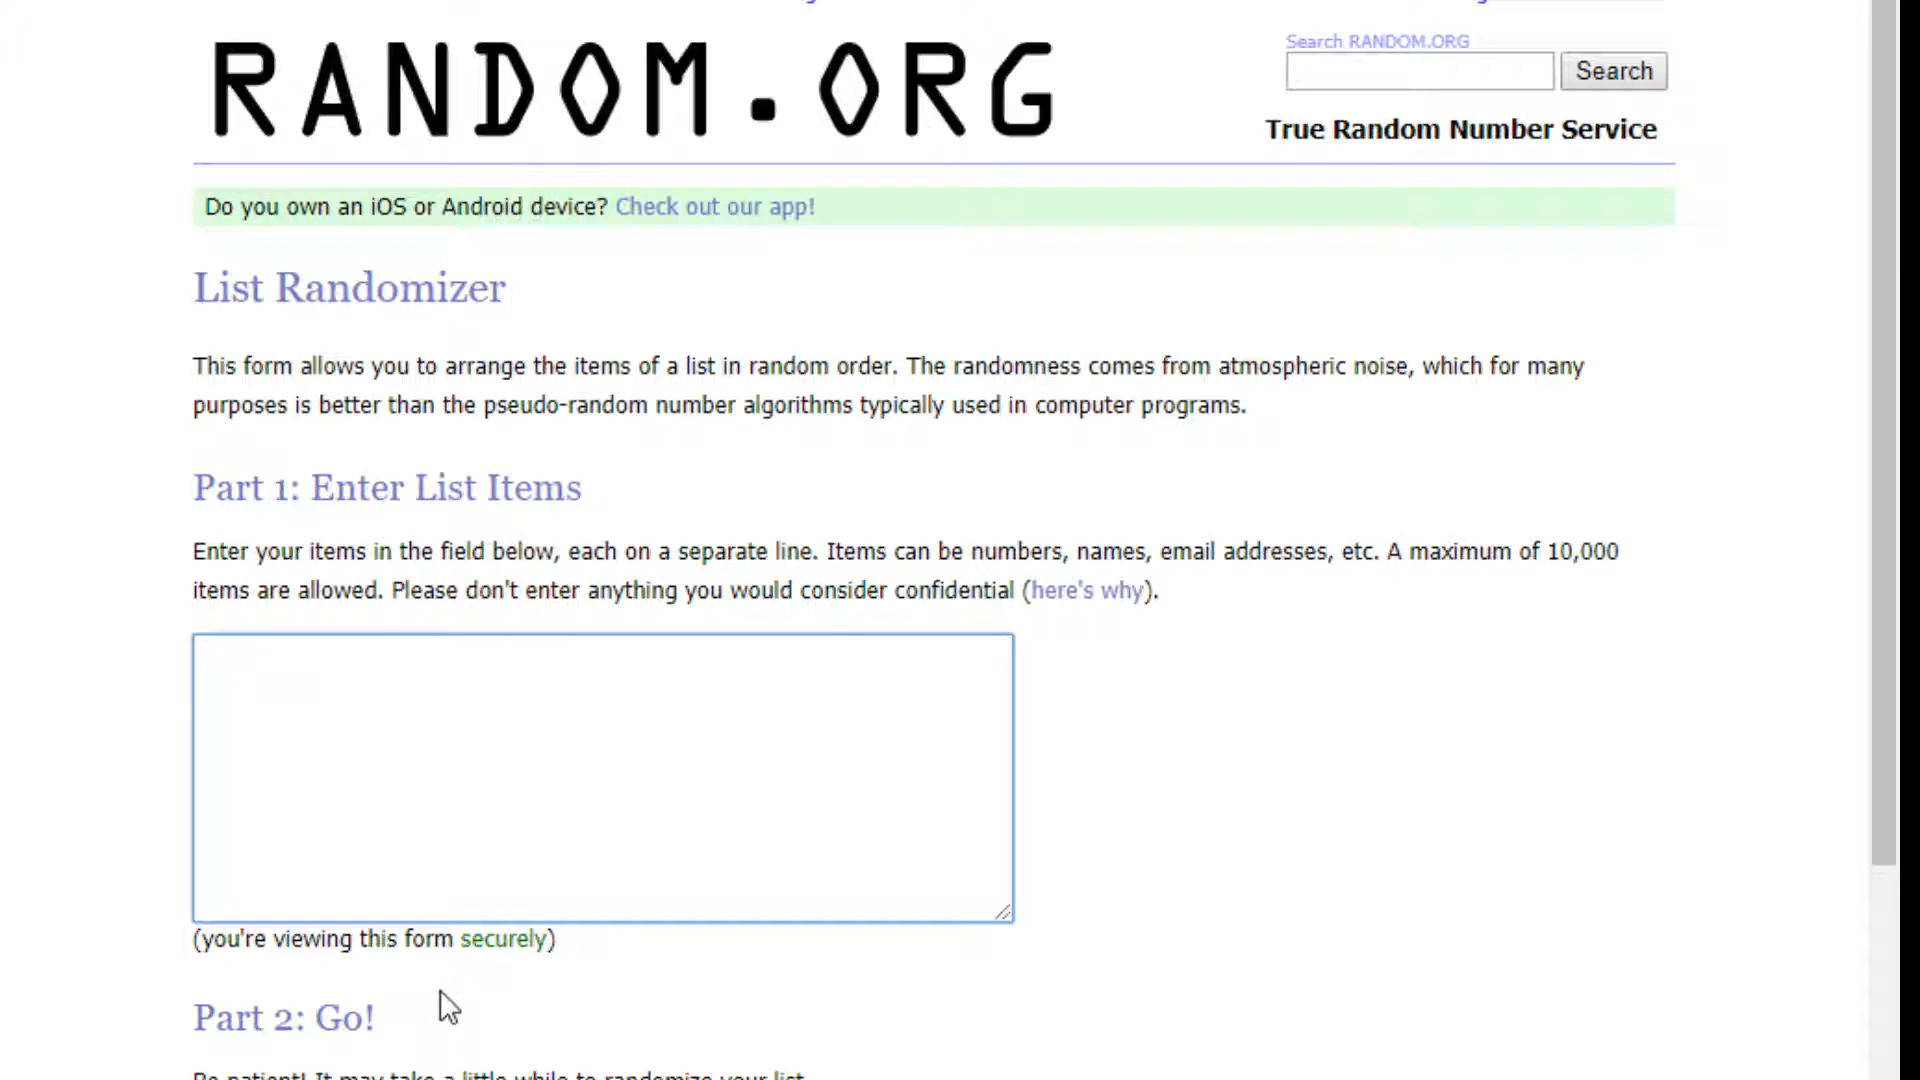 RANDOM.ORG
Search RANDOM.ORG
Search
True Random Number Service
Do you own an iOS or Android device? Check out our app!
List Randomizer
This form allows you to arrange the items of a list in random order. The randomness comes from atmospheric noise, which for many
purposes is better than the pseudo-random number algorithms typically used in computer programs.
Part 1: Enter List Items
Enter your items in the field below, each on a separate line. Items can be numbers, names, email addresses, etc. A maximum of 10,000
items are allowed. Please don't enter anything you would consider confidential (here's why).
(you're viewing this form securely)
Part 2: Go!
Be patient! It may take a little while to randomize your list